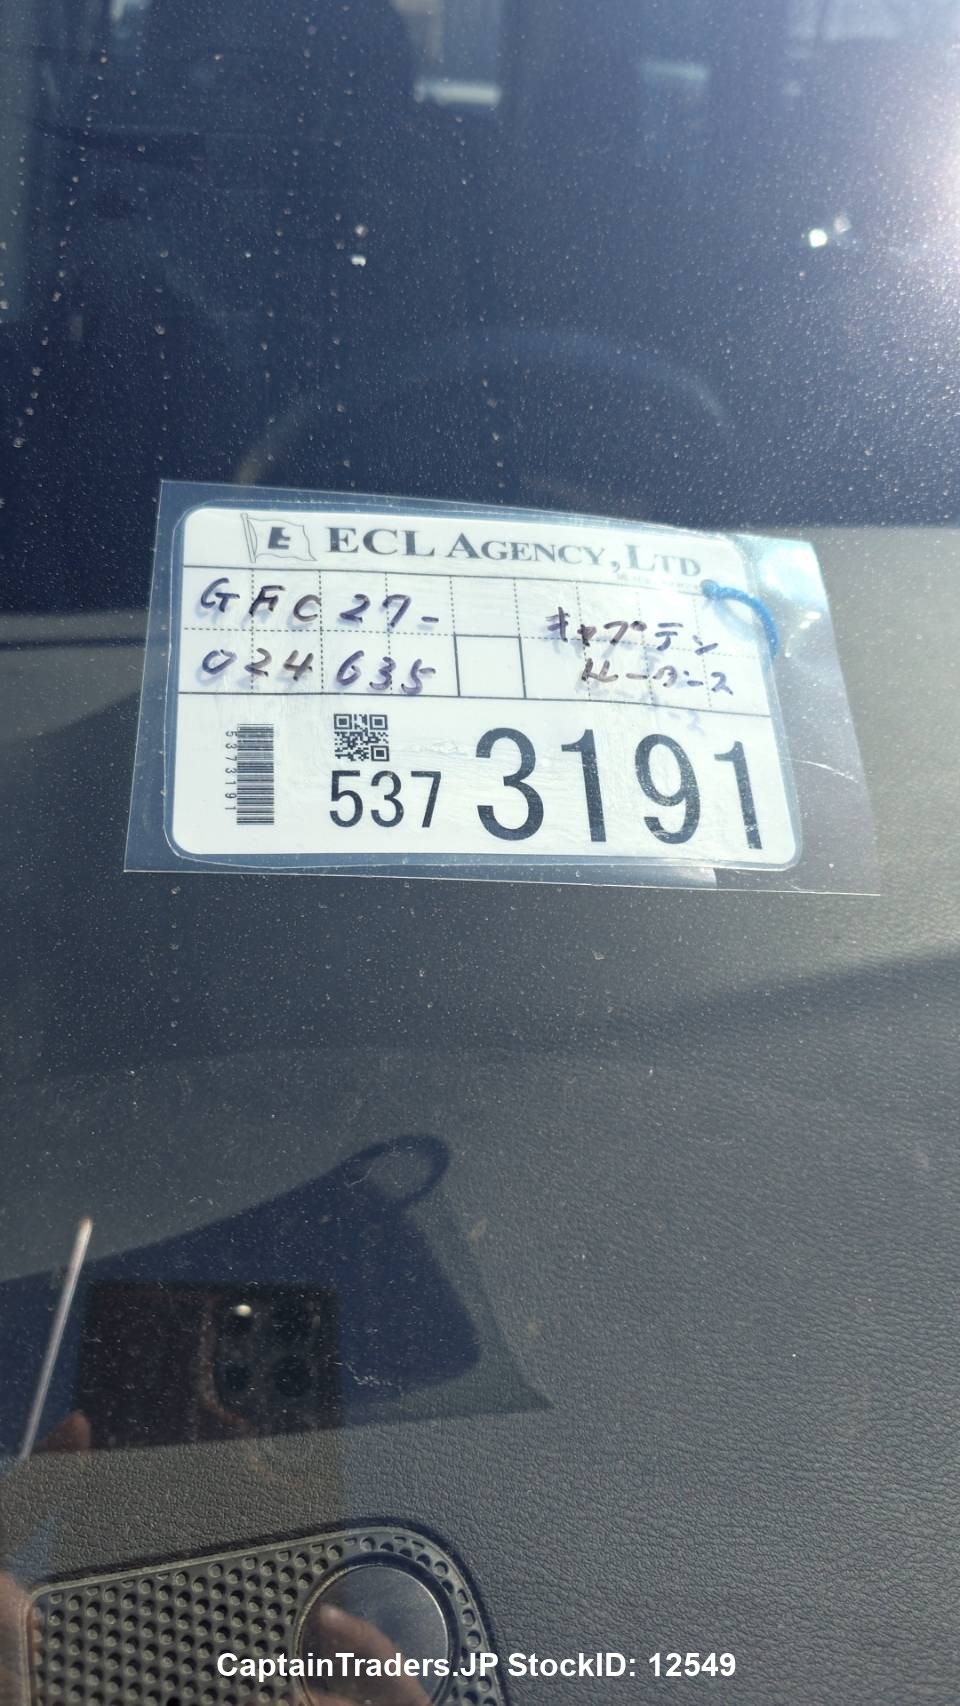 E ECL AGENCY, LTD
GFC27-
024635
キャプテン
トレーダース
5373191
537 3191
CaptainTraders.JP StockID: 12549